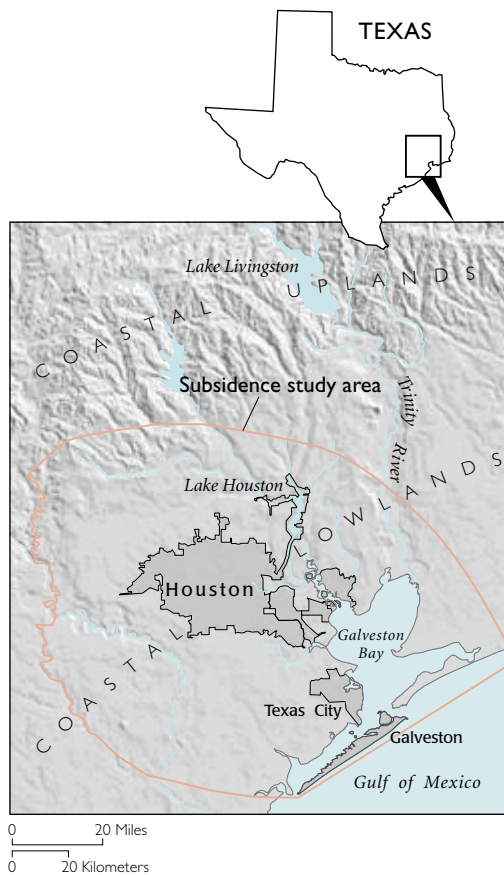 TEXAS
Lake Livingston
COASTAL UPLANDS
Subsidence study area
Trinity
River
Lake Houston
COASTAL LOWLANDS
Houston
Galveston
Bay
Texas City
Galveston
Gulf of Mexico
0 20 Miles
0 20 Kilometers